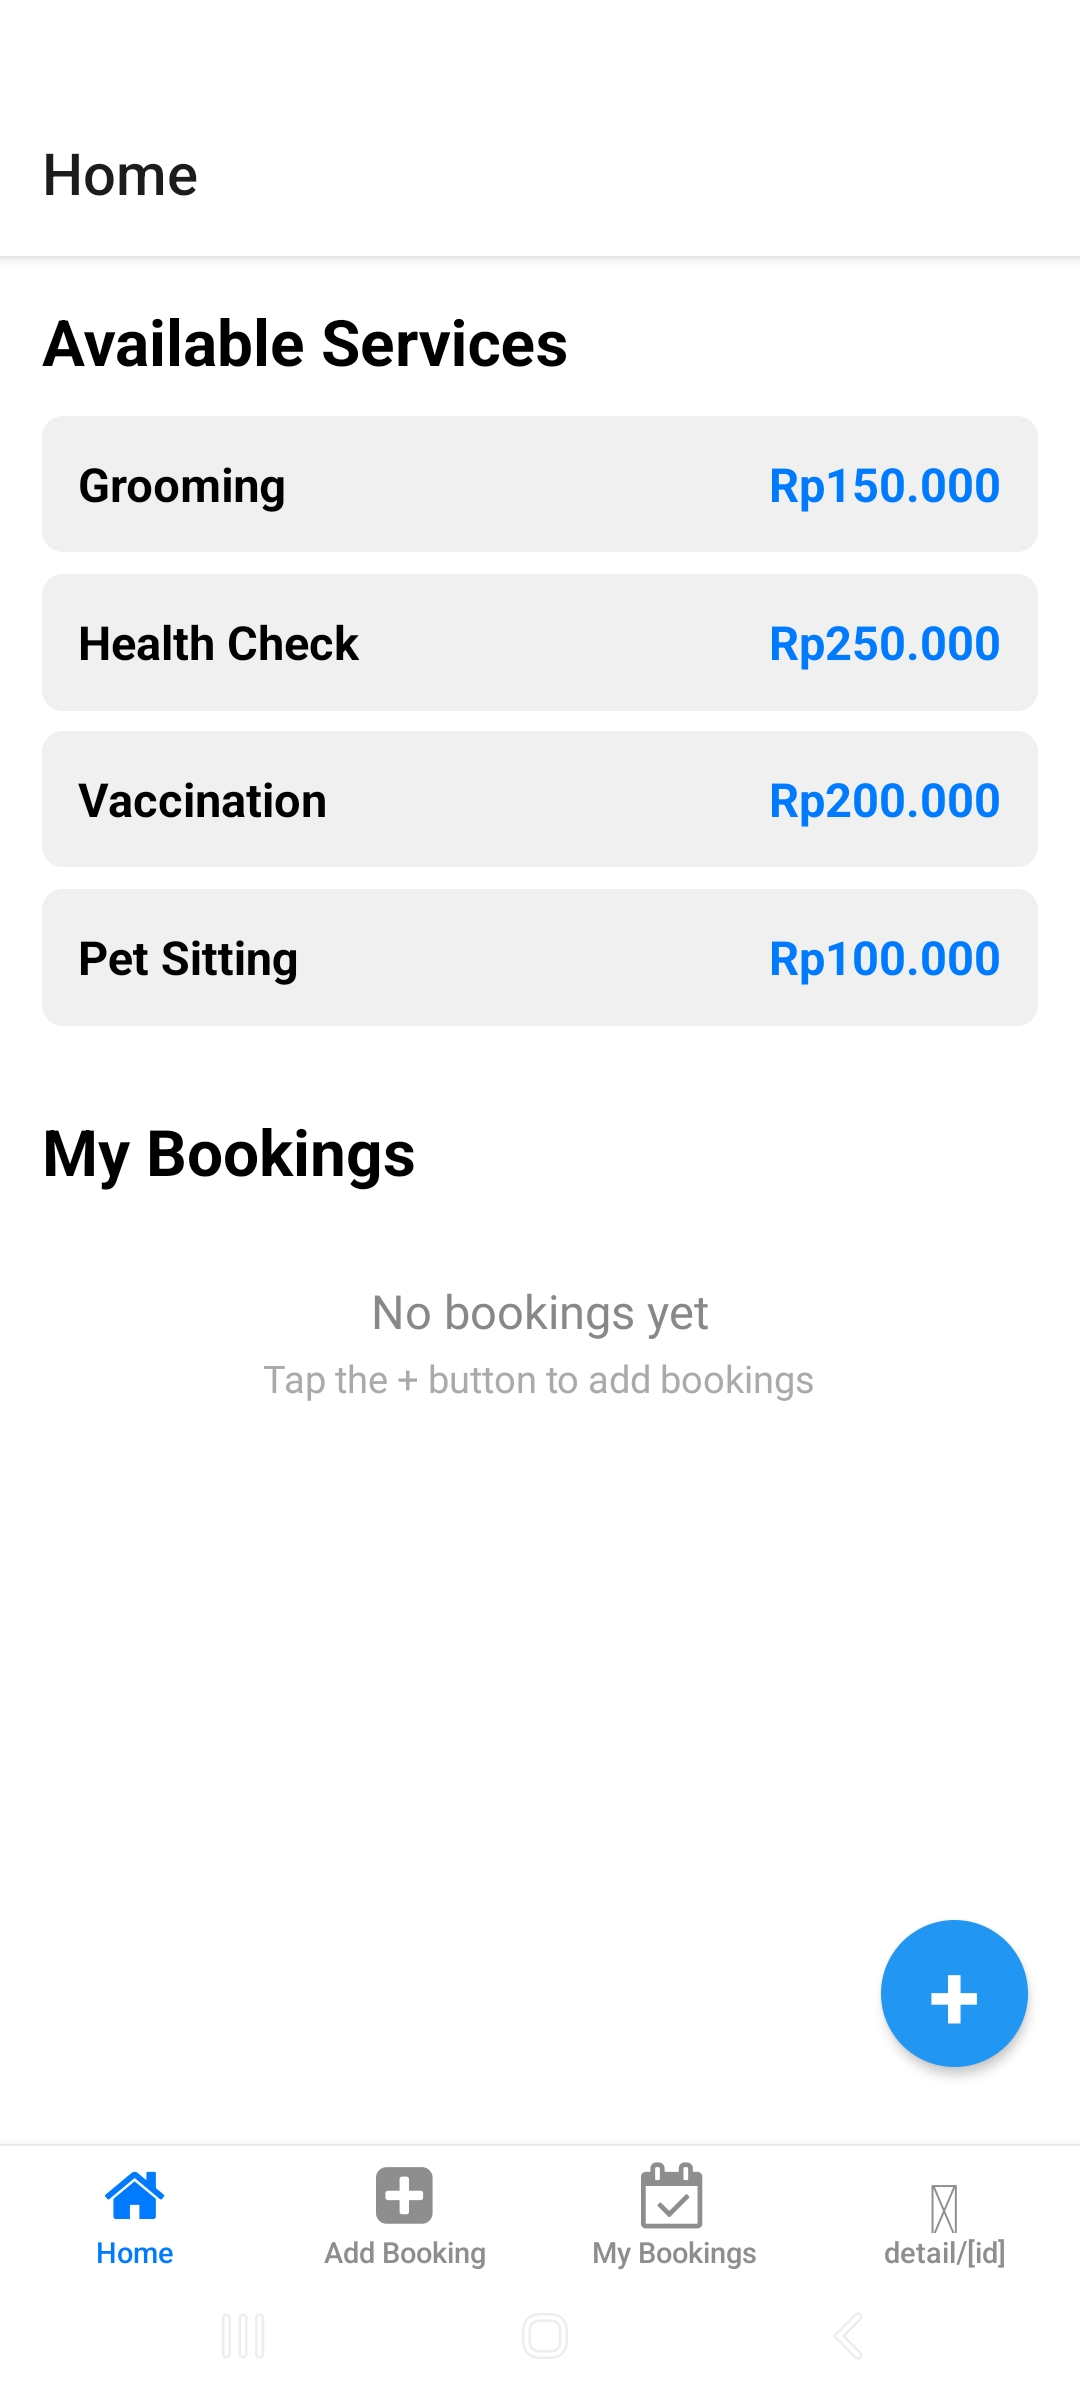 Home
Available Services
Grooming Rp150.000
Health Check Rp250.000
Vaccination Rp200.000
Pet Sitting Rp100.000
My Bookings
No bookings yet
Tap the + button to add bookings
+
Home Add Booking My Bookings detail/[id]